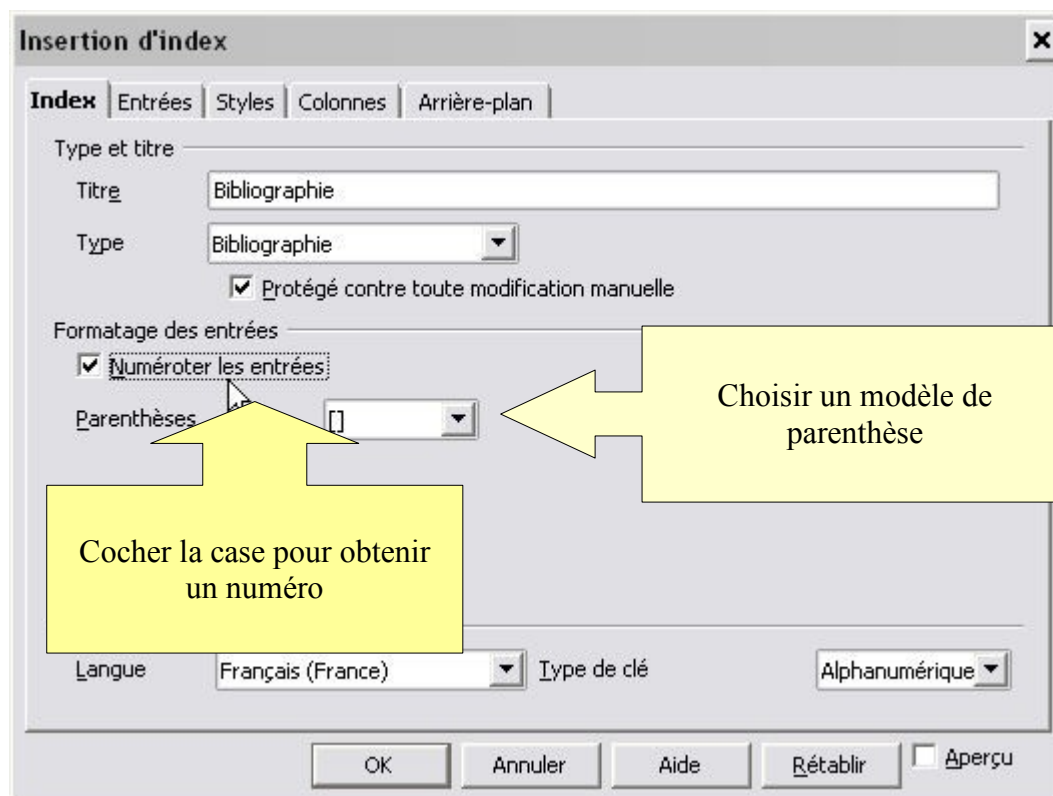 Insertion d'index
Index Entrées Styles Colonnes Arrière-plan
Type et titre
Titre Bibliographie
Type Bibliographie
Protégé contre toute modification manuelle
Formatage des entrées
Numéroter les entrées
Parenthèses []
Choisir un modèle de
parenthèse
Cocher la case pour obtenir
un numéro
Langue Français (France) Type de clé Alphanumérique
OK Annuler Aide Rétablir Aperçu